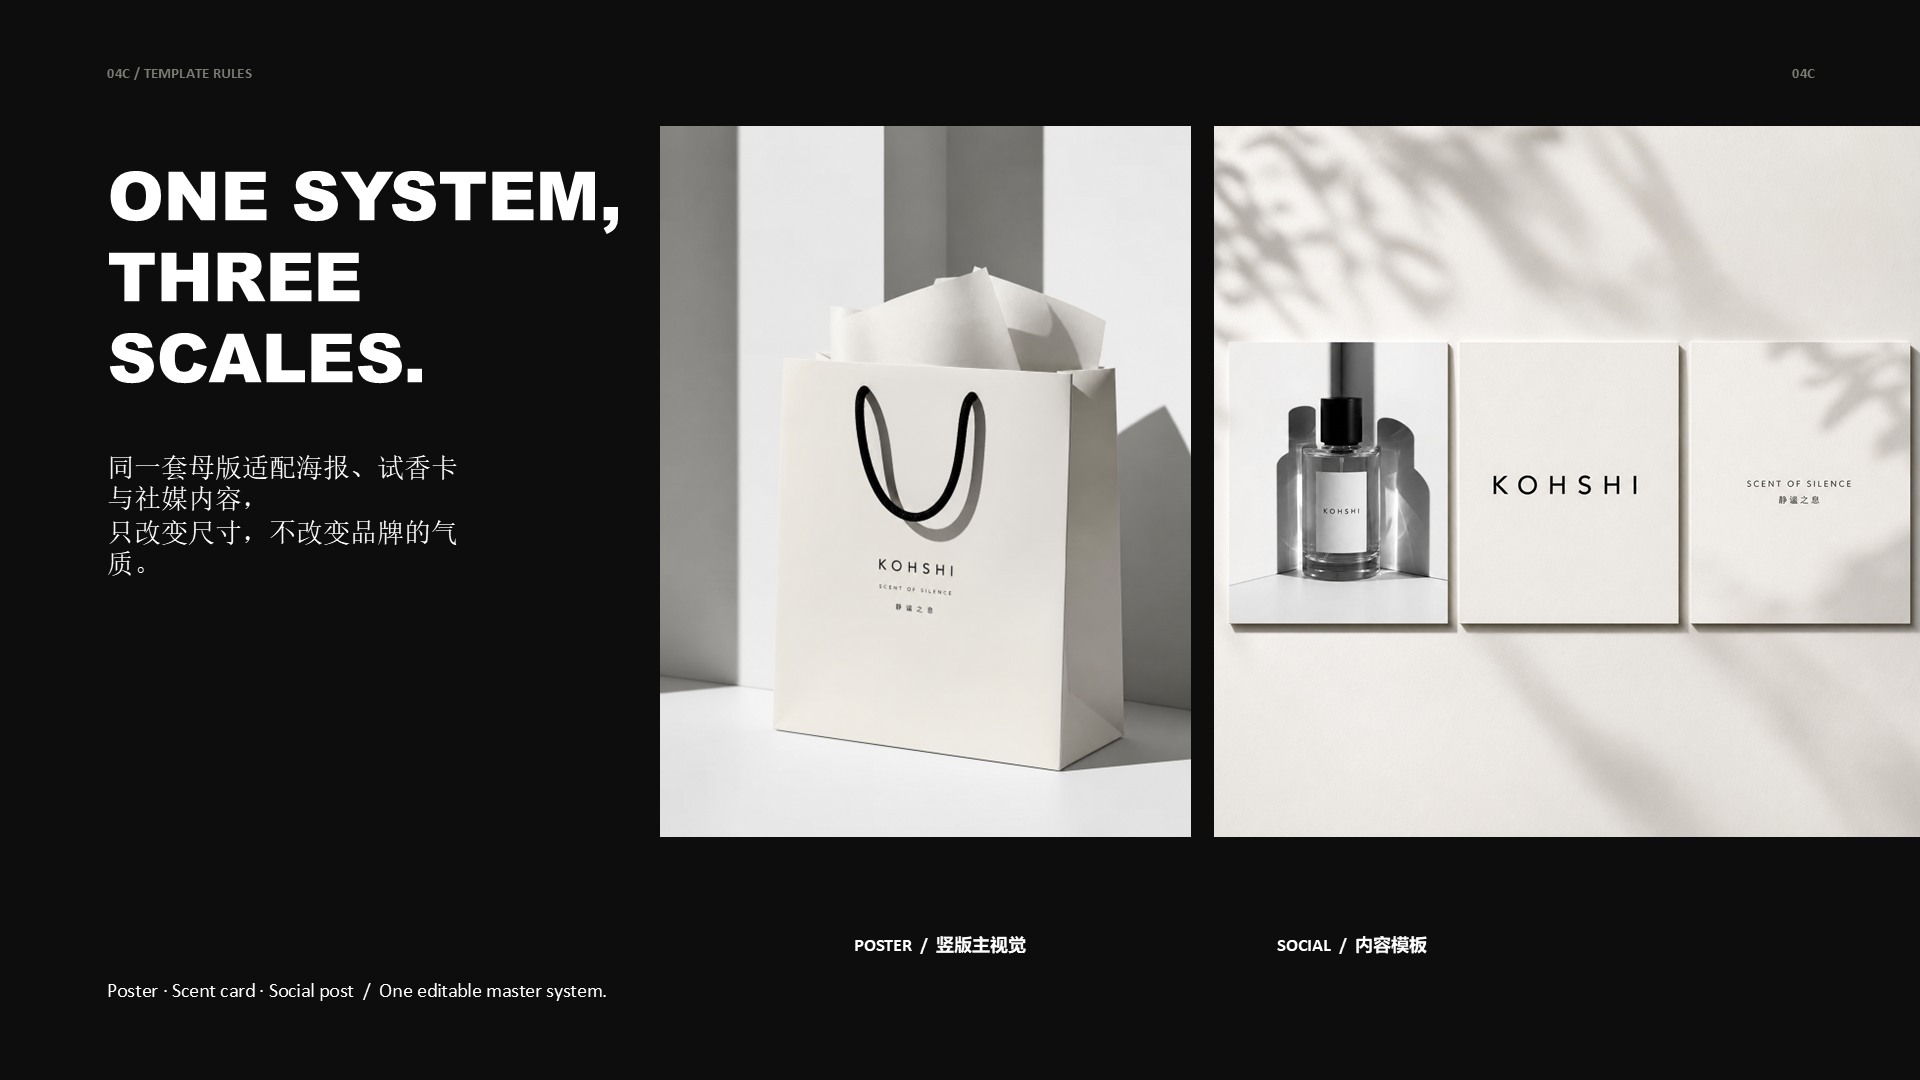 04C / TEMPLATE RULES
04C
ONE SYSTEM,
THREE
SCALES.
同一套母版适配海报、试香卡
与社媒内容，
只改变尺寸，不改变品牌的气
质。
KOHSHI
SCENT OF SILENCE
静谧之息
KOHSHI
KOHSHI
SCENT OF SILENCE
静谧之息
POSTER / 竖版主视觉
SOCIAL / 内容模板
Poster · Scent card · Social post / One editable master system.